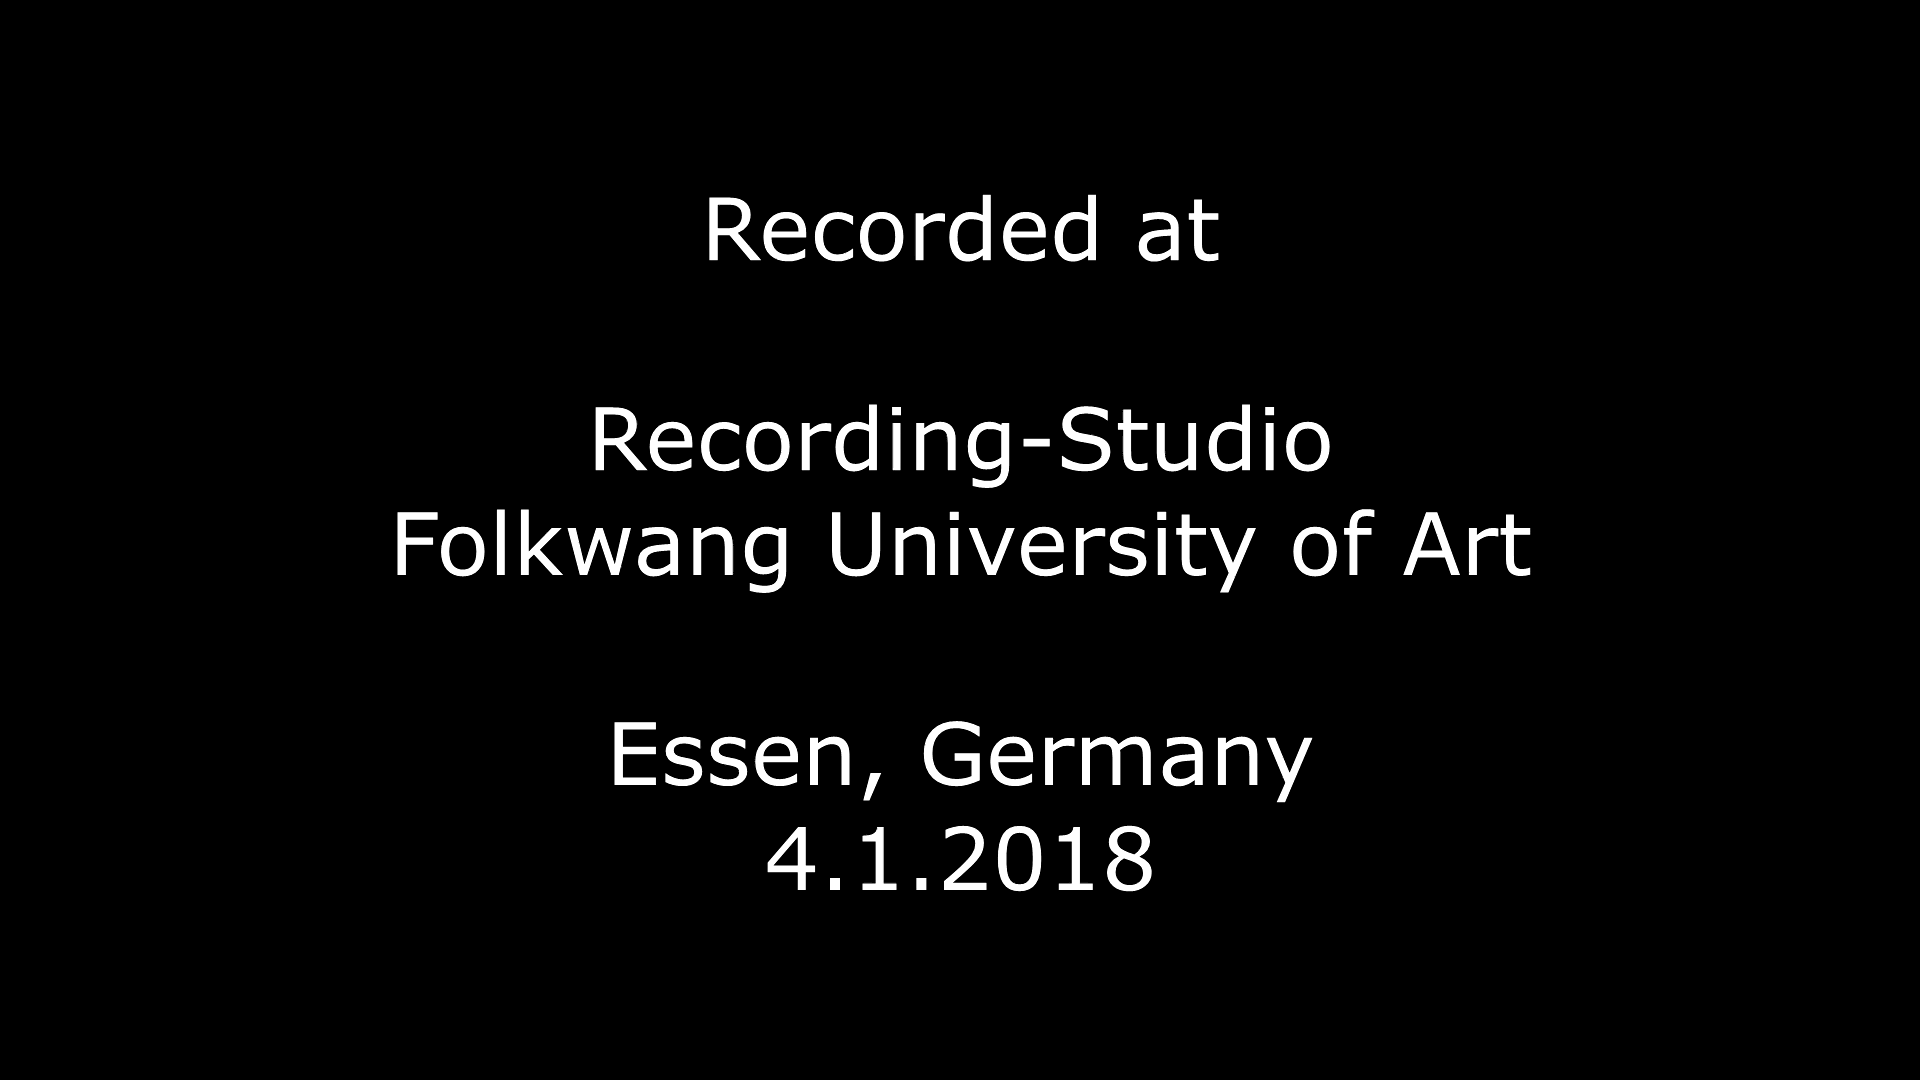 Recorded at
Recording-Studio
Folkwang University of Art
Essen, Germany
4.1.2018